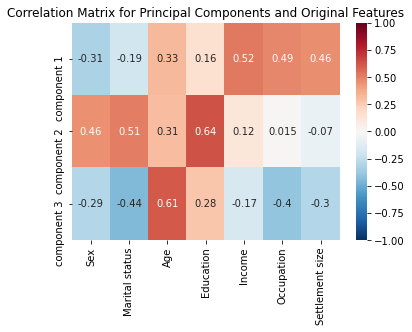 Correlation Matrix for Principal Components and Original Features
component 1
-0.31 -0.19 0.33 0.16 0.52 0.49 0.46
component 2
0.46 0.51 0.31 0.64 0.12 0.015 -0.07
component 3
-0.29 -0.44 0.61 0.28 -0.17 -0.4 -0.3
Sex
Marital status
Age
Education
Income
Occupation
Settlement size
1.00
0.75
0.50
0.25
0.00
-0.25
-0.50
-0.75
-1.00